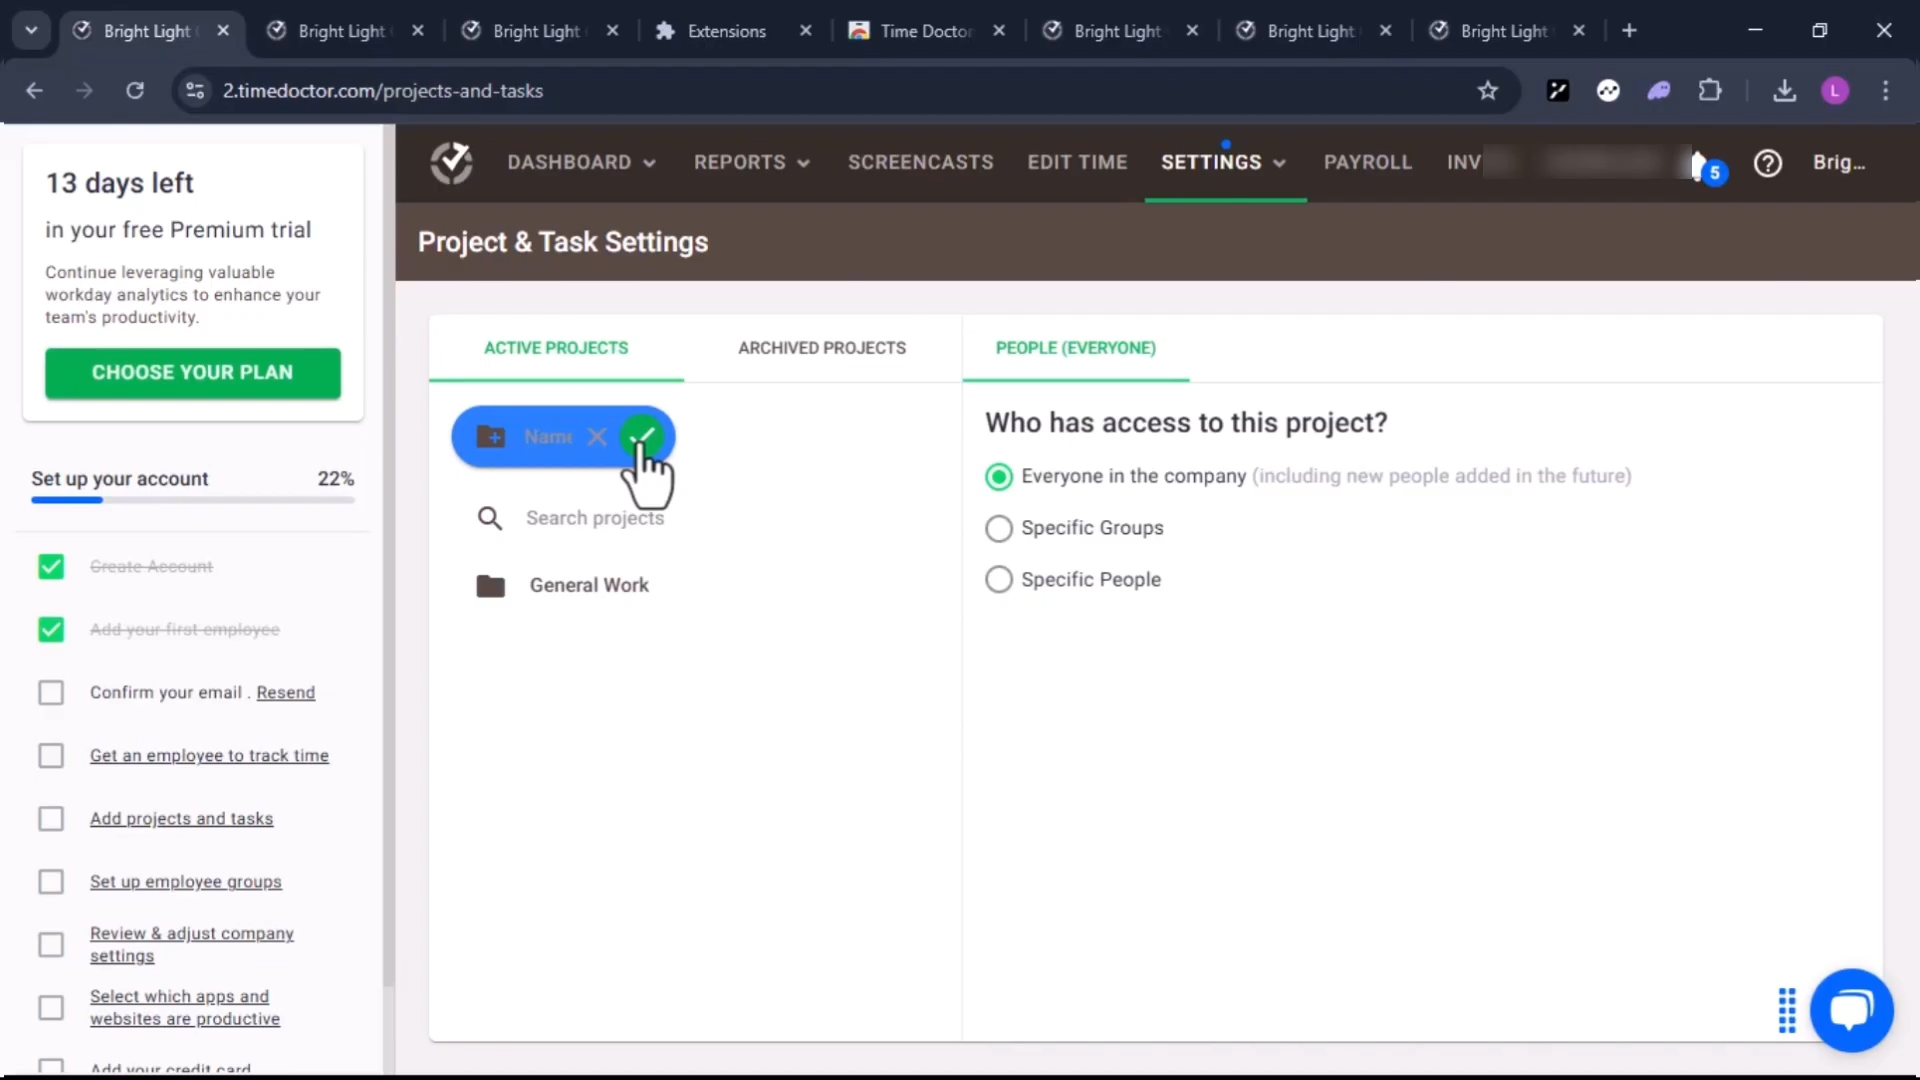 Bright Light
Bright Light
Bright Light
Extensions
Time Doctor
Bright Light
Bright Light
Bright Light
2.timedoctor.com/projects-and-tasks
L
13 days left
in your free Premium trial
Continue leveraging valuable
workday analytics to enhance your
team's productivity.
CHOOSE YOUR PLAN
Set up your account 22%
Create Account
Add your first employee
Confirm your email . Resend
Get an employee to track time
Add projects and tasks
Set up employee groups
Review & adjust company
settings
Select which apps and
websites are productive
Add your credit card
DASHBOARD
REPORTS
SCREENCASTS
EDIT TIME
SETTINGS
PAYROLL
INV
5
Brig...
Project & Task Settings
ACTIVE PROJECTS
ARCHIVED PROJECTS
PEOPLE (EVERYONE)
Name
Search projects
General Work
Who has access to this project?
Everyone in the company (including new people added in the future)
Specific Groups
Specific People